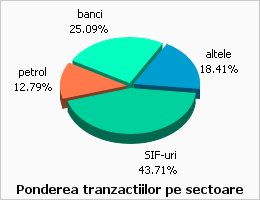 banci
25.09%
altele
18.41%
petrol
12.79%
SIF-uri
43.71%
Ponderea tranzactiilor pe sectoare